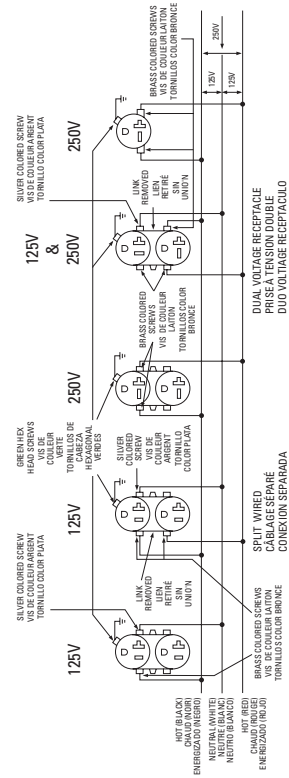 SILVER COLORED SCREW
VIS DE COULEUR ARGENT
TORNILLO COLOR PLATA
GREEN HEX
HEAD SCREWS
VIS DE
COULEUR
VERTE
TORNILLOS DE
CABEZA
HEXAGONAL
VERDES
SILVER COLORED SCREW
VIS DE COULEUR ARGENT
TORNILLO COLOR PLATA
125V
125V
250V
125V
&
250V
250V
LINK
REMOVED
LIEN
RETIRÉ
SIN
UNIO'N
SILVER
COLORED
SCREW
VIS DE
COULEUR
ARGENT
TORNILLO
COLOR PLATA
BRASS COLORED
SCREWS
VIS DE COULEUR
LAITON
TORNILLOS COLOR
BRONCE
LINK
REMOVED
LIEN
RETIRÉ
SIN
UNIO'N
BRASS COLORED SCREWS
VIS DE COULEUR LAITON
TORNILLOS COLOR BRONCE
HOT (BLACK)
CHAUD (NOIR)
ENERGIZADO (NEGRO)
NEUTRAL (WHITE)
NEUTRE (BLANC)
NEUTRO (BLANCO)
HOT (RED)
CHAUD (ROUGE)
ENERGIZADO (ROJO)
125V
125V
250V
BRASS COLORED SCREWS
VIS DE COULEUR LAITON
TORNILLOS COLOR BRONCE
SPLIT WIRED
CÂBLAGE SÉPARÉ
CONEXION SEPARADA
DUAL VOLTAGE RECEPTACLE
PRISE À TENSION DOUBLE
DUO VOLTIAGE RECEPTACULO